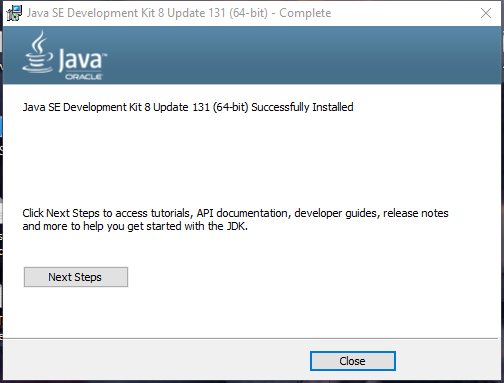 Java SE Development Kit 8 Update 131 (64-bit) - Complete
Java™
ORACLE
Java SE Development Kit 8 Update 131 (64-bit) Successfully Installed
Click Next Steps to access tutorials, API documentation, developer guides, release notes
and more to help you get started with the JDK.
Next Steps
Close